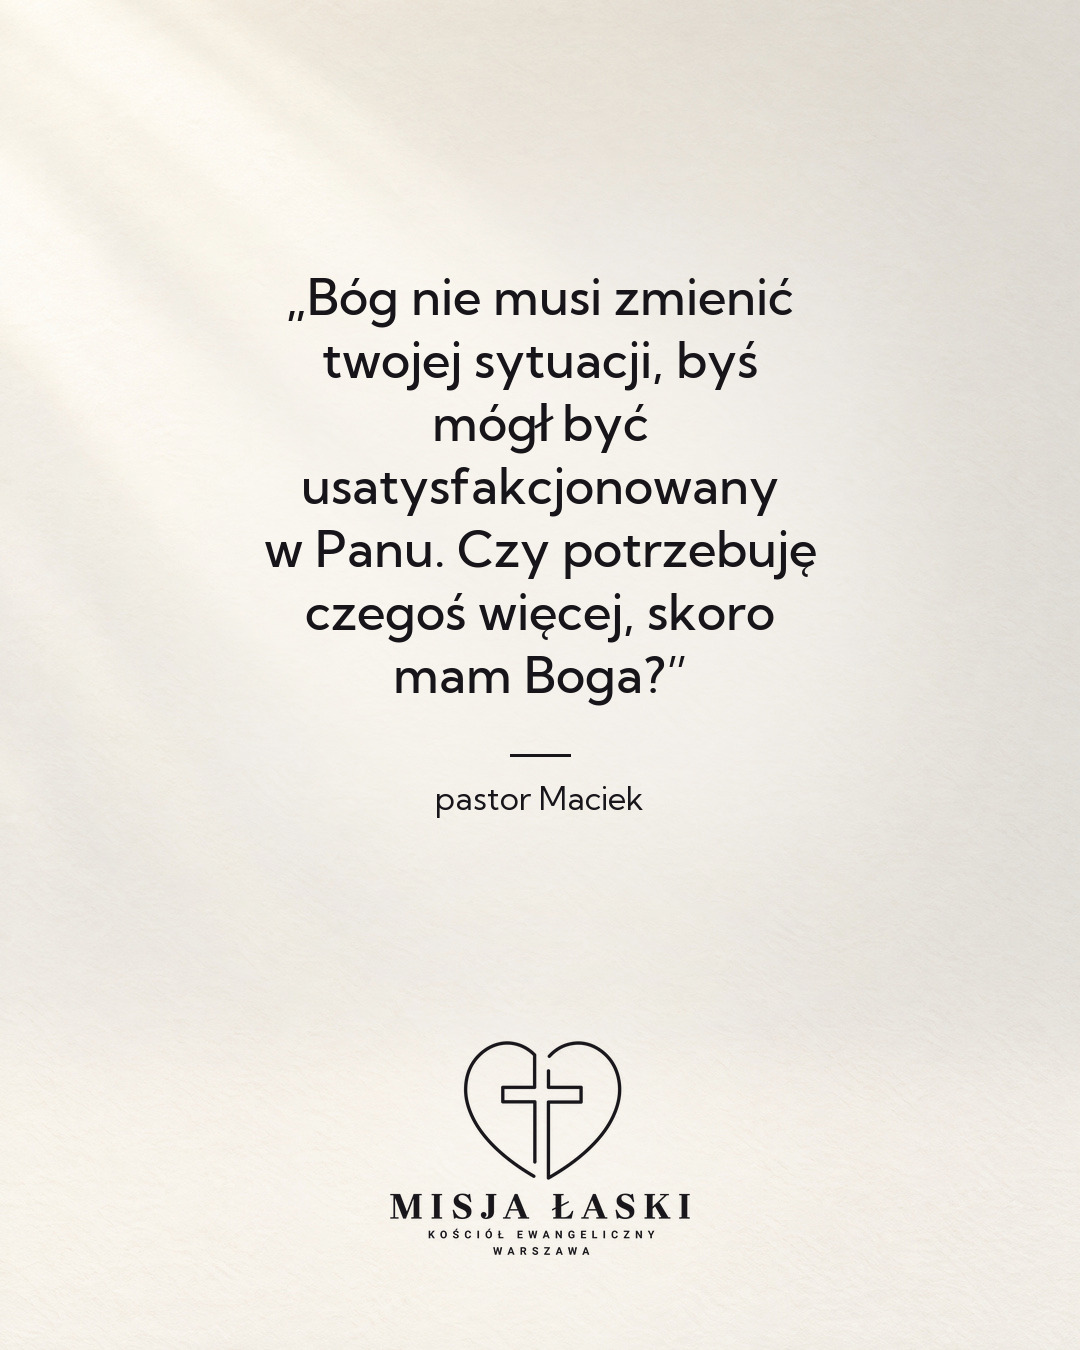 „Bóg nie musi zmienić
twojej sytuacji, byś
mógł być
usatysfakcjonowany
w Panu. Czy potrzebuję
czegoś więcej, skoro
mam Boga?”
pastor Maciek
MISJA ŁASKI
KOŚCIÓŁ EWANGELICZNY
WARSZAWA